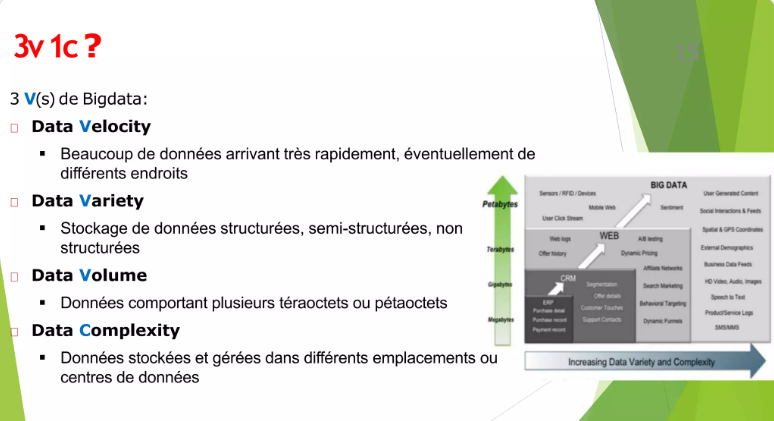 3v 1c ?
15
3 V(s) de Bigdata:
Data Velocity
Beaucoup de données arrivant très rapidement, éventuellement de
différents endroits
Data Variety
Stockage de données structurées, semi-structurées, non
structurées
Data Volume
Données comportant plusieurs téraoctets ou pétaoctets
Data Complexity
Données stockées et gérées dans différents emplacements ou
centres de données
Petabytes
Terabytes
Gigabytes
Megabytes
BIG DATA
Sensors / RFID / Devices
User Generated Content
Mobile Web
Sentiment
Social Interactions & Feeds
User Click Stream
Spatial & GPS Coordinates
WEB
Web logs
A/B testing
External Demographics
Offer history
Dynamic Pricing
Business Data Feeds
Affiliate Networks
CRM
HD Video, Audio, Images
Segmentation
Search Marketing
Speech to Text
Offer details
ERP
Behavioral Targeting
Purchase detail
Customer Touches
Product/Service Logs
Purchase record
Support Contacts
Dynamic Funnels
SMS/MMS
Payment record
Increasing Data Variety and Complexity